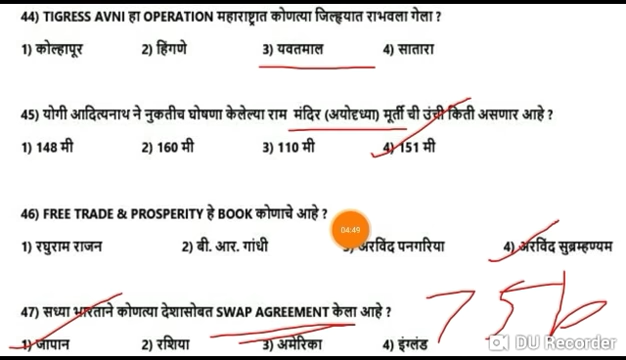 44) TIGRESS AVNI हा OPERATION महाराष्ट्रात कोणत्या जिल्हयात राभवला गेला ?
1) कोल्हापूर 2) हिंगणे 3) यवतमाल 4) सातारा
45) योगी आदित्यनाथ ने नुकतीच घोषणा केलेल्या राम मंदिर (अयोद्ध्या) मूर्ती ची उंची किती असणार आहे ?
1) 148 मी 2) 160 मी 3) 110 मी 4) 151 मी
46) FREE TRADE & PROSPERITY हे BOOK कोणाचे आहे ?
04:49
1) रघुराम राजन 2) बी. आर. गांधी 3) अरविंद पनगरिया 4) अरविंद सुब्रम्हण्यम
47) सध्या भारताने कोणत्या देशासोबत SWAP AGREEMENT केला आहे ?
1) जापान 2) रशिया 3) अमेरिका 4) इंग्लंड
DU Recorder